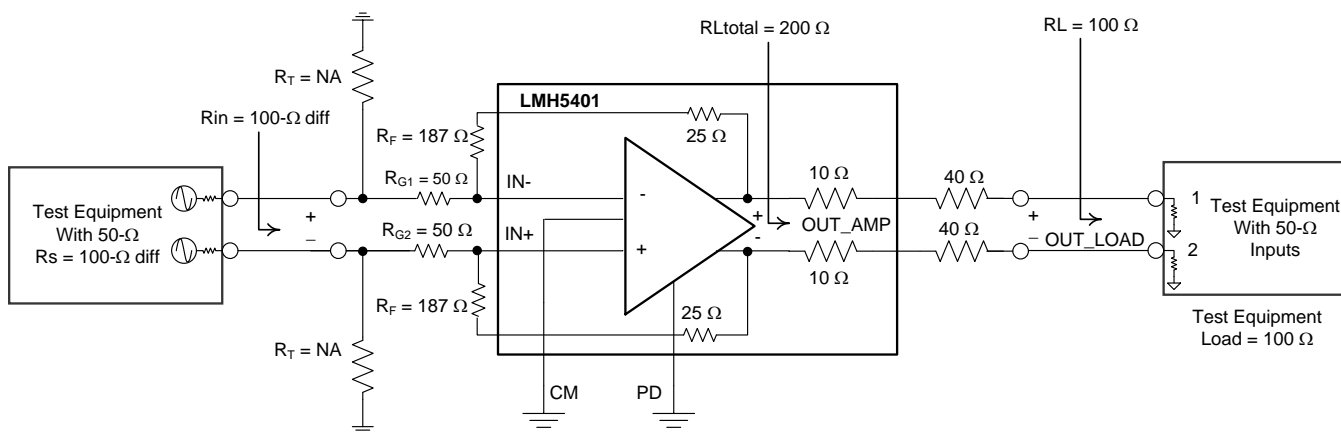 RLtotal = 200 Ω
RL = 100 Ω
R_T = NA
LMH5401
Rin = 100-Ω diff
R_F = 187 Ω
25 Ω
R_G1 = 50 Ω
IN-
10 Ω
40 Ω
Test Equipment
With 50-Ω
Rs = 100-Ω diff
+
–
-
+
+
-
OUT_AMP
+
–
OUT_LOAD
1
2
Test Equipment
With 50-Ω
Inputs
R_G2 = 50 Ω
IN+
40 Ω
10 Ω
R_F = 187 Ω
25 Ω
R_T = NA
CM
PD
Test Equipment
Load = 100 Ω